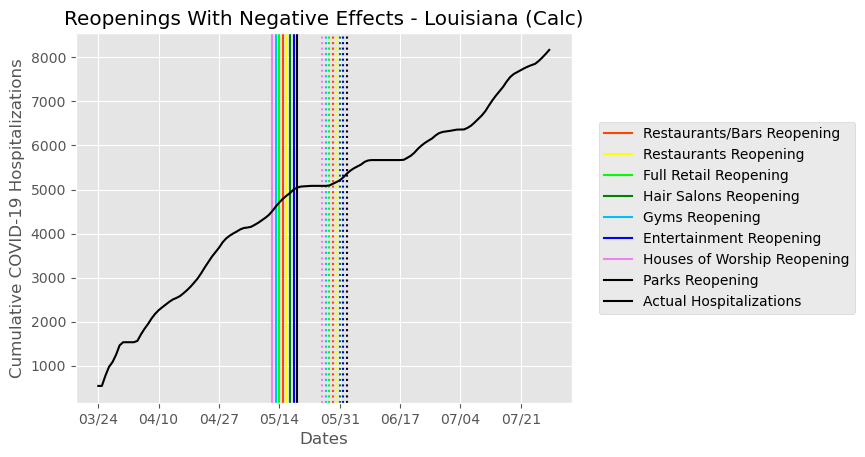 Reopenings With Negative Effects - Louisiana (Calc)
Cumulative COVID-19 Hospitalizations
8000
7000
6000
5000
4000
3000
2000
1000
03/24
04/10
04/27
05/14
05/31
06/17
07/04
07/21
Dates
Restaurants/Bars Reopening
Restaurants Reopening
Full Retail Reopening
Hair Salons Reopening
Gyms Reopening
Entertainment Reopening
Houses of Worship Reopening
Parks Reopening
Actual Hospitalizations